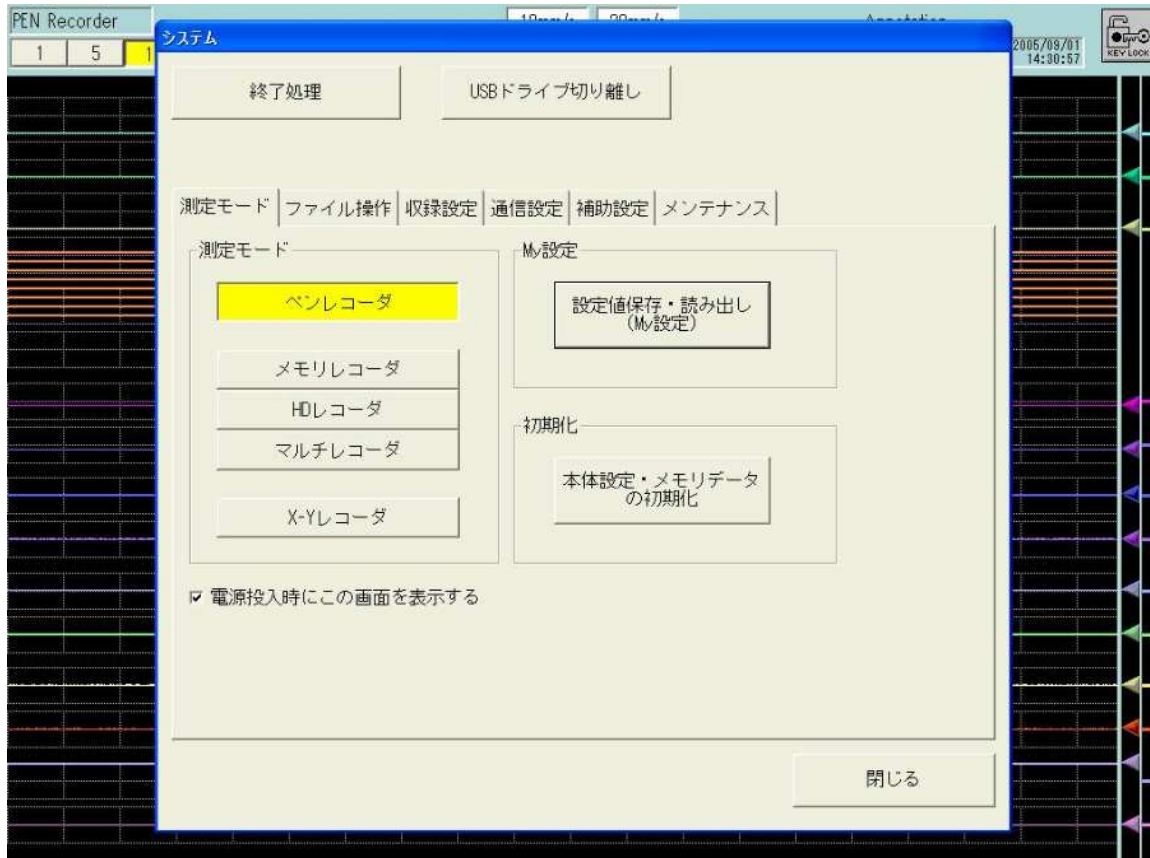 PEN Recorder
1 5 1
2005/09/01
14:30:57
KEY LOCK
システム
終了処理
USBドライブ切り離し
測定モード ファイル操作 収録設定 通信設定 補助設定 メンテナンス
測定モード
ペンレコーダ
メモリレコーダ
HDレコーダ
マルチレコーダ
X-Yレコーダ
My設定
設定値保存・読み出し
(My設定)
初期化
本体設定・メモリデータ
の初期化
電源投入時にこの画面を表示する
閉じる